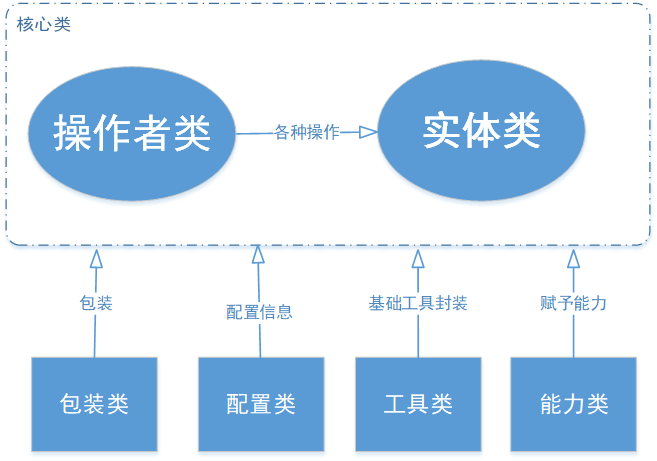 核心类
操作者类
各种操作
实体类
包装
配置信息
基础工具封装
赋予能力
包装类
配置类
工具类
能力类